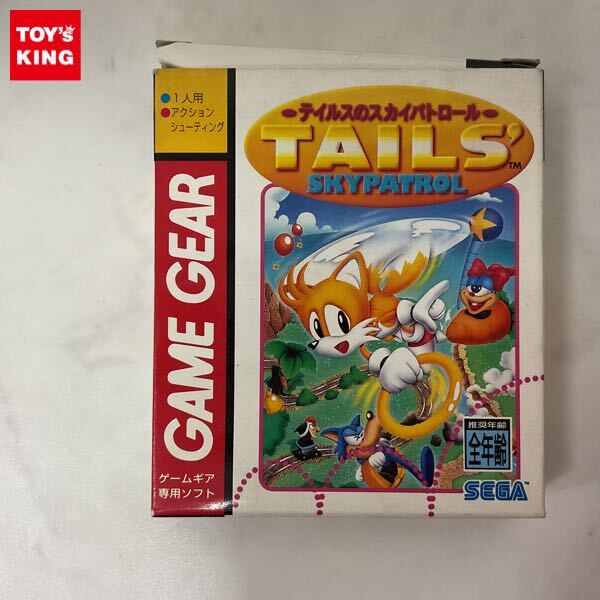 TOY'S
KING
●1人用
●アクション
シューティング
テイルスのスカイパトロール
TAILS'
TM
SKYPATROL
GAME GEAR
推奨年齢
全年齢
ゲームギア
専用ソフト
SEGA